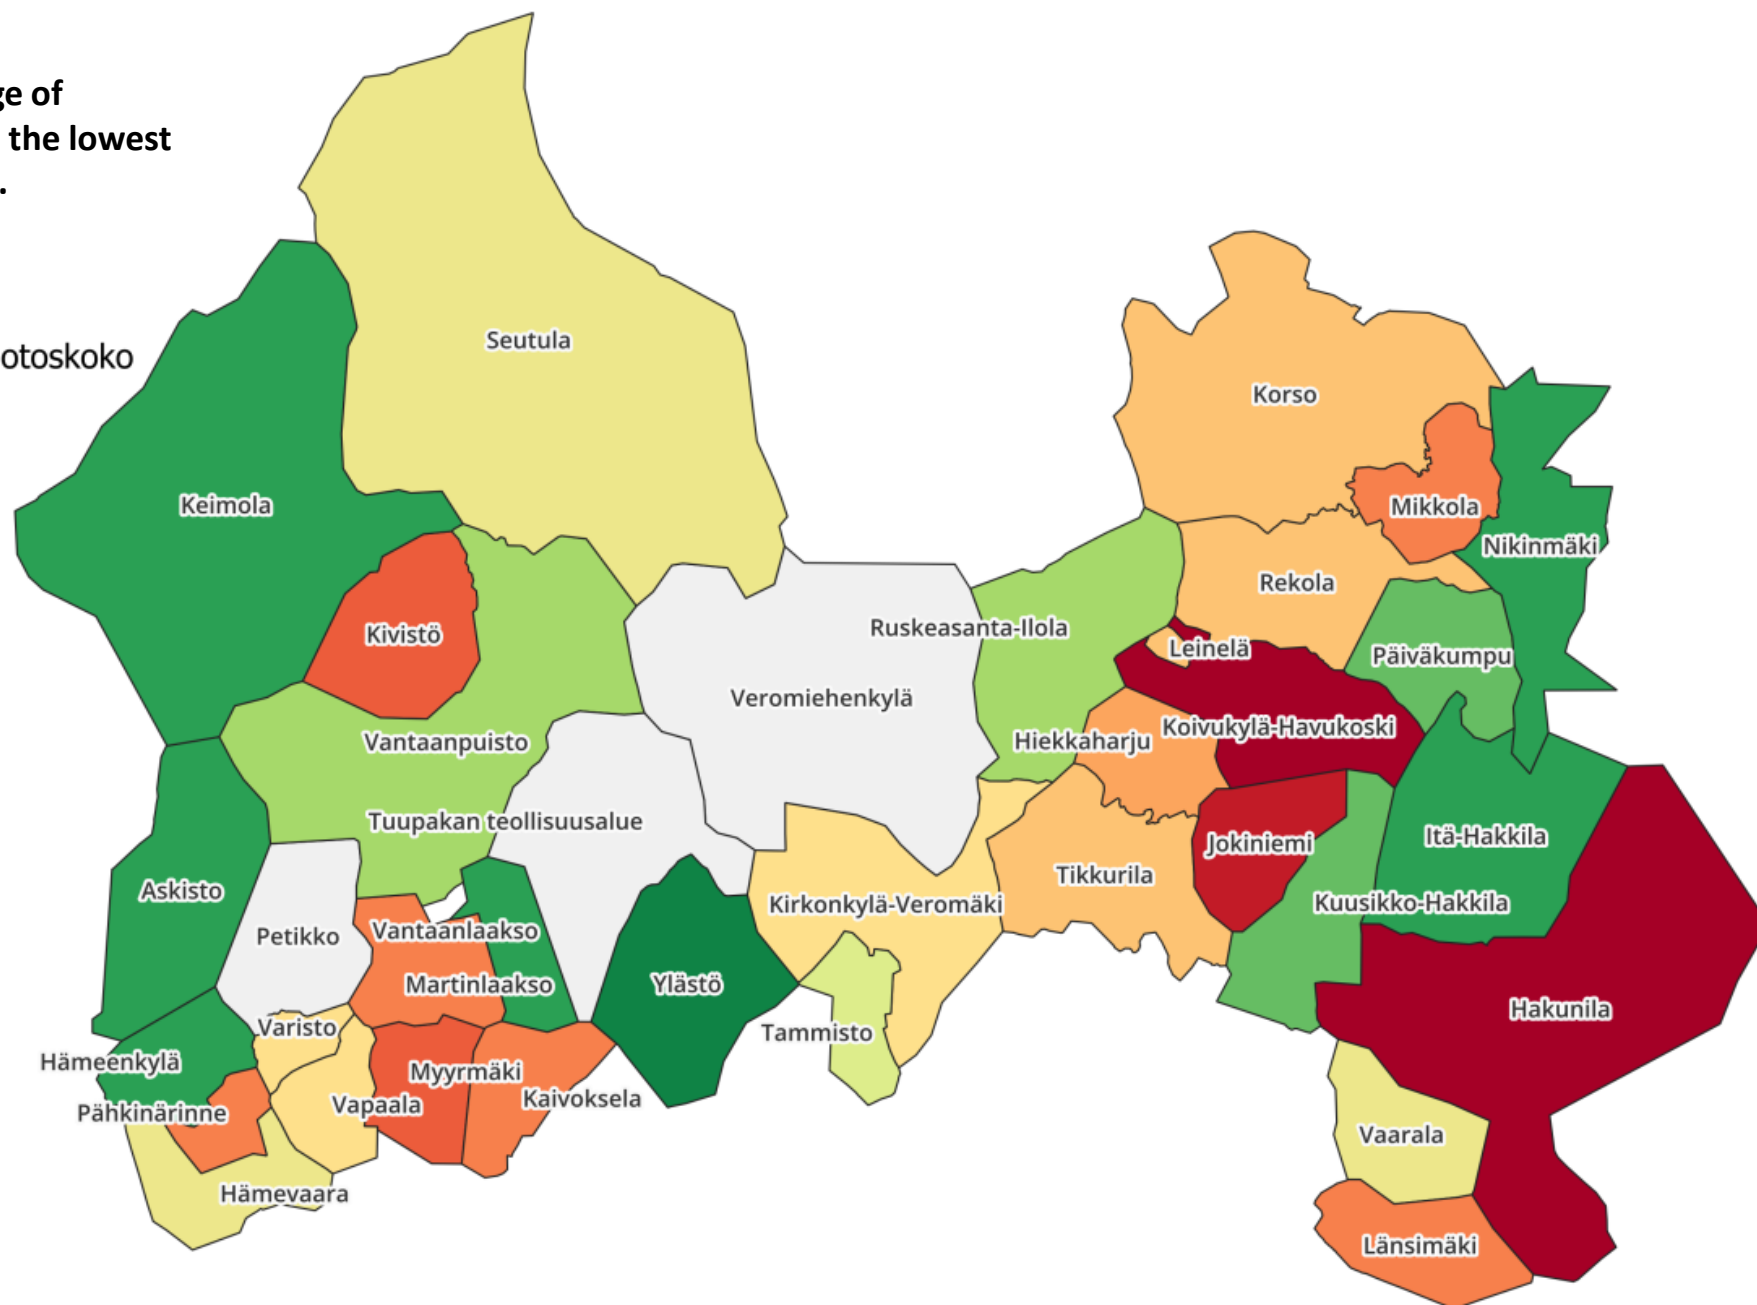 ge of
the lowest
.
otoskoko
Seutula
Korso
Keimola
Mikkola
Nikinmäki
Rekola
Kivistö
Ruskeasanta-Ilola
Leinelä
Päiväkumpu
Veromiehenkylä
Koivukylä-Havukoski
Vantaanpuisto
Hiekkaharju
Tuupakan teollisuusalue
Itä-Hakkila
Jokiniemi
Tikkurila
Askisto
Kuusikko-Hakkila
Kirkonkylä-Veromäki
Vantaanlaakso
Petikko
Martinlaakso
Ylästö
Hakunila
Varisto
Tammisto
Hämeenkylä
Myyrmäki
Kaivoksela
Vapaala
Pähkinärinne
Vaarala
Hämevaara
Länsimäki